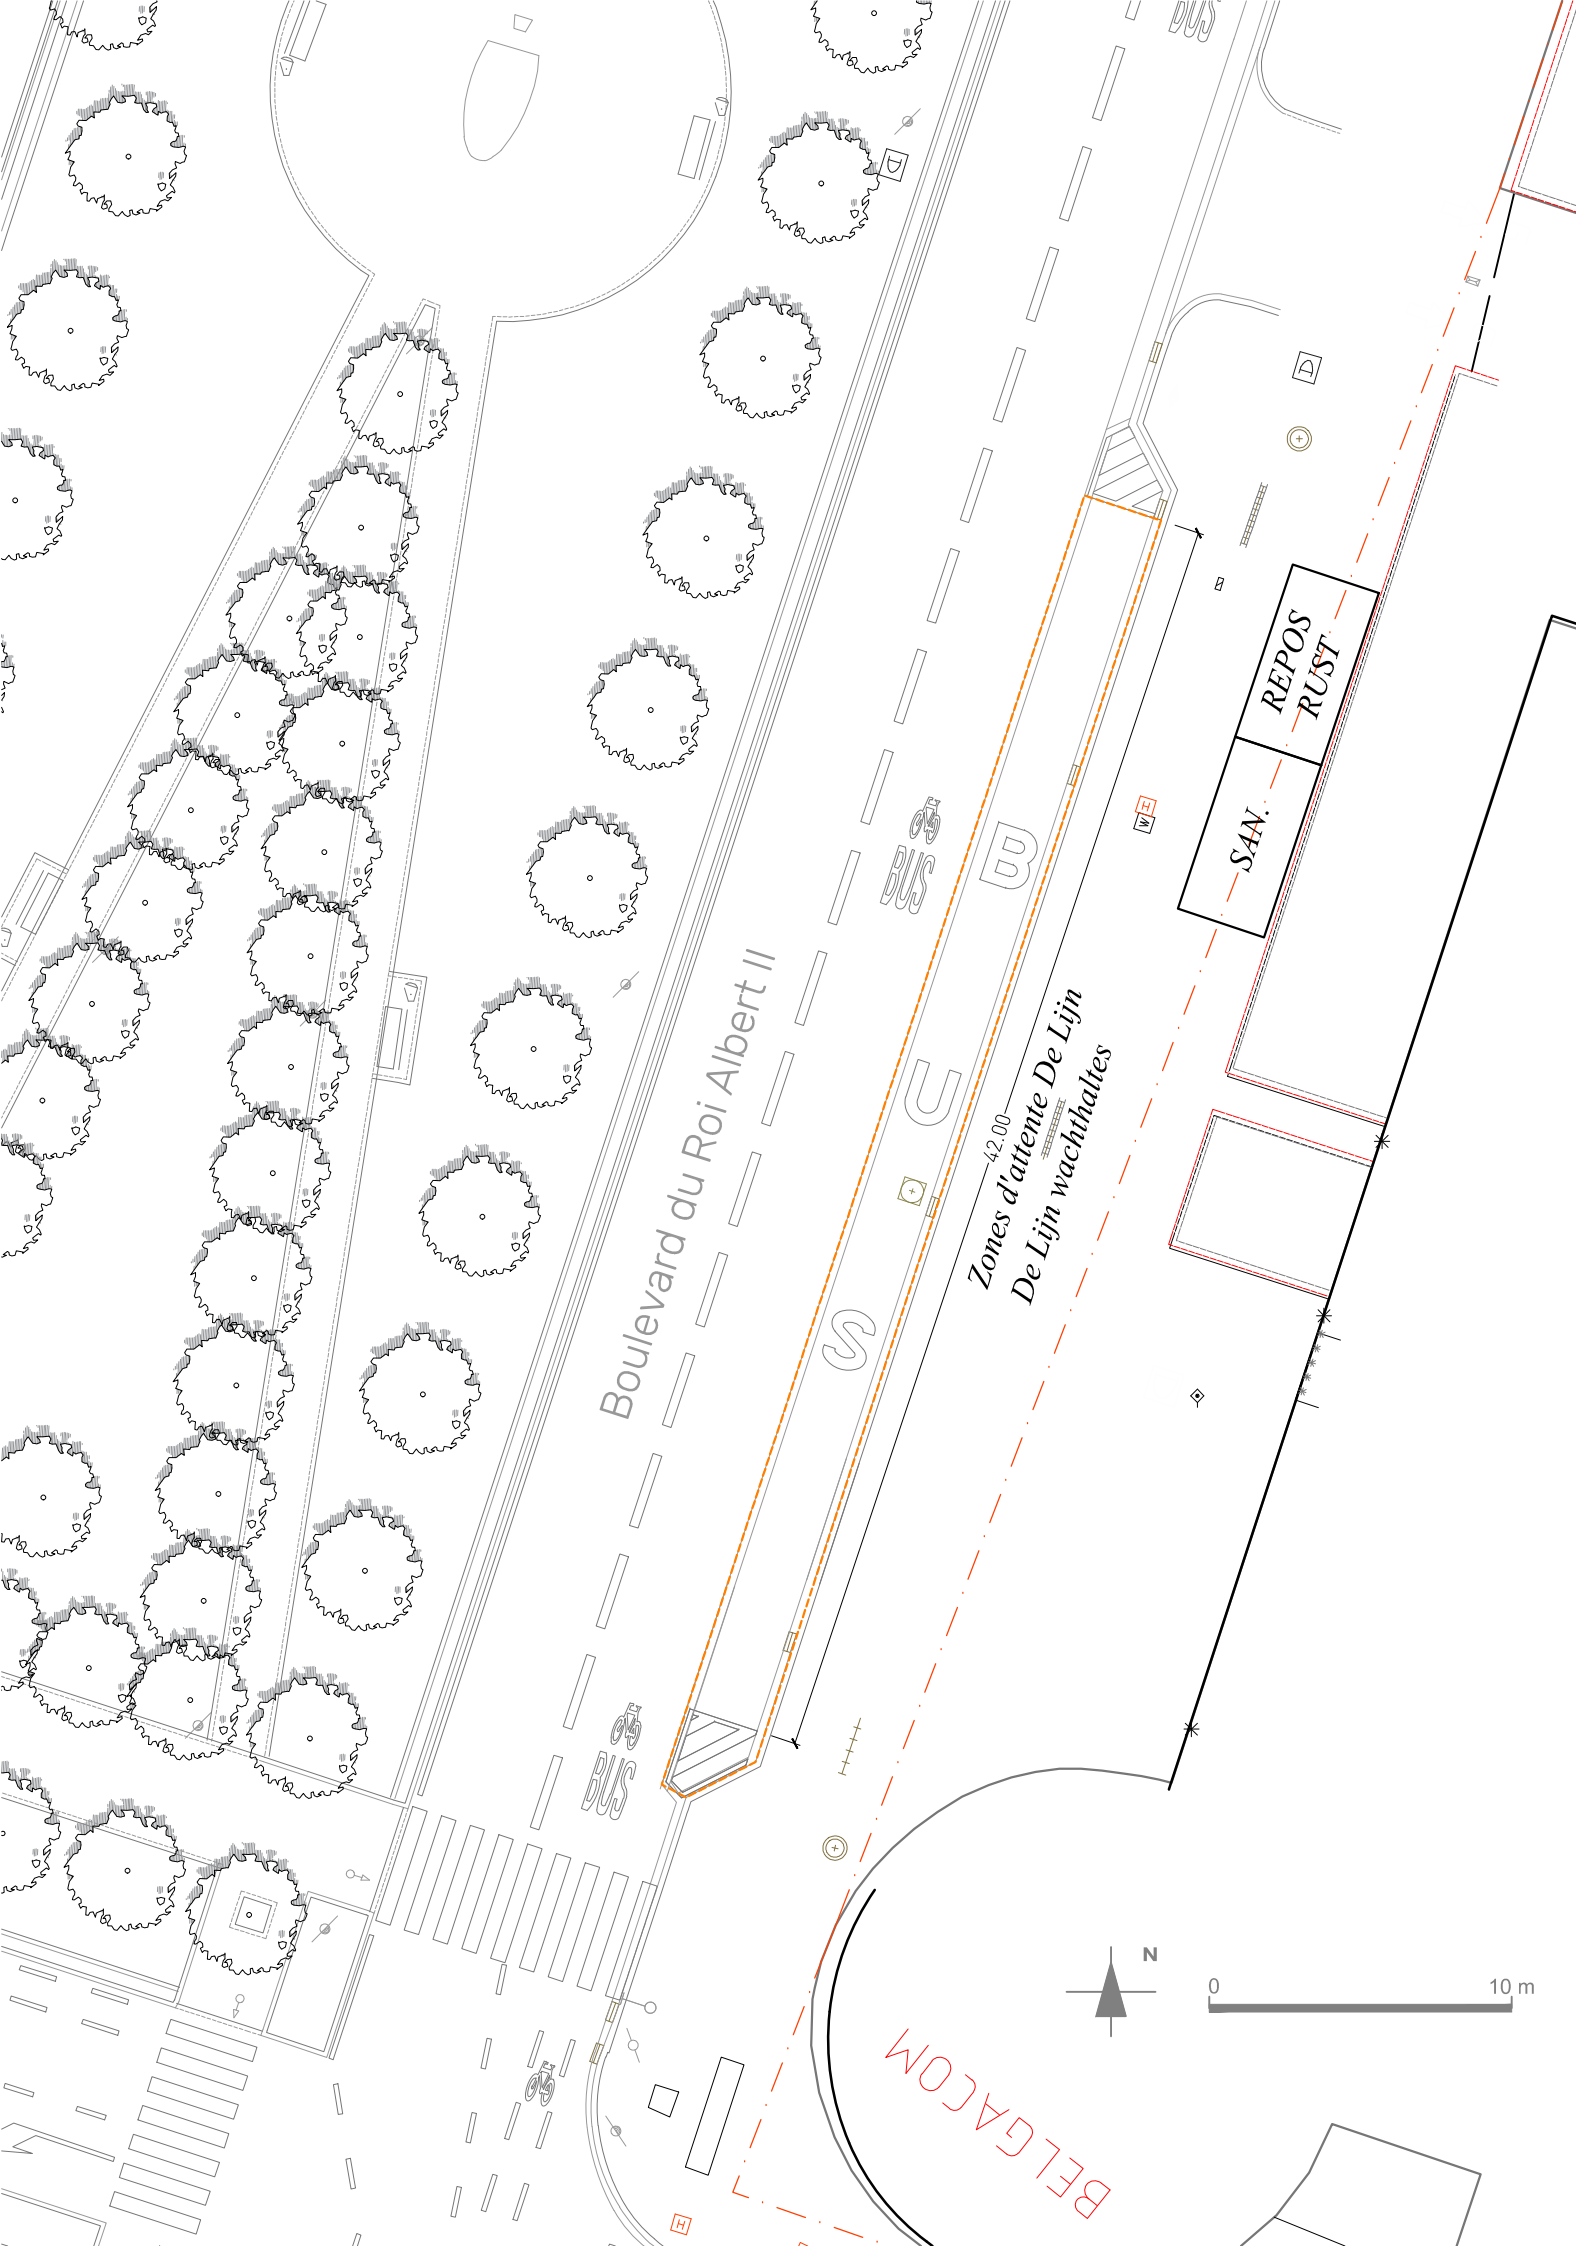 BUS
D
D
REPOS
RUST
SAN.
H
W
BUS
B
U
S
Boulevard du Roi Albert II
42.00
Zones d'attente De Lijn
De Lijn wachthaltes
BUS
N
0
10 m
BELGACOM
H